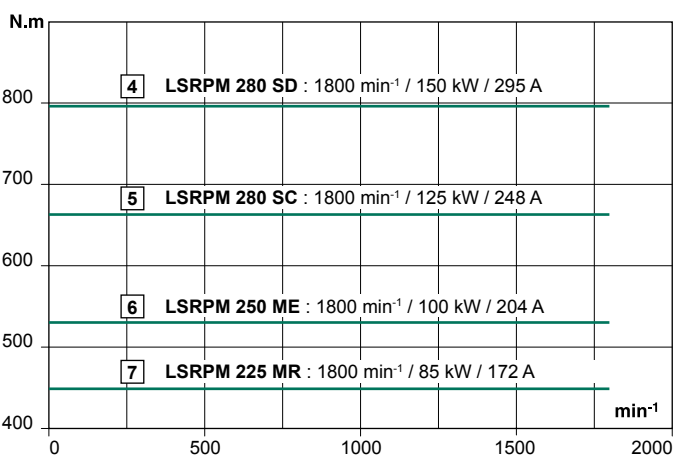 N.m
4 LSRPM 280 SD : 1800 min-1 / 150 kW / 295 A
800
700
5 LSRPM 280 SC : 1800 min-1 / 125 kW / 248 A
600
6 LSRPM 250 ME : 1800 min-1 / 100 kW / 204 A
500
7 LSRPM 225 MR : 1800 min-1 / 85 kW / 172 A
min-1
400
0 500 1000 1500 2000